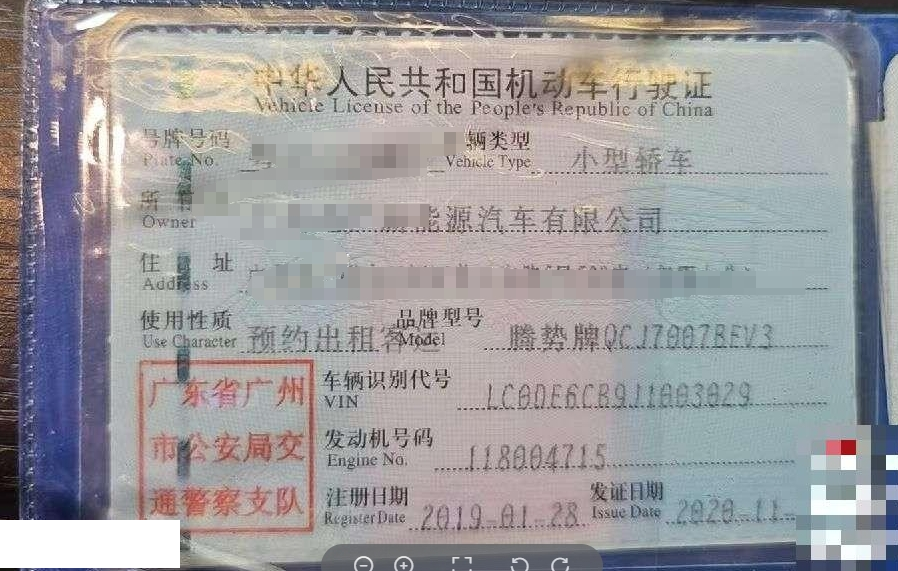 中华人民共和国机动车行驶证
Vehicle License of the People's Republic of China
号牌号码
Plate No.
辆类型
Vehicle Type
小型轿车
所
Owner
能源汽车有限公司
住 址
Address
使用性质
Use Character
预约出租客运
品牌型号
Model
腾势牌QCJ7007BEV3
广东省广州
市公安局交
通警察支队
车辆识别代号
VIN
LC0DE6CB9J1003029
发动机号码
Engine No.
118004715
注册日期
Register Date
2019-01-28
发证日期
Issue Date
2020-11-